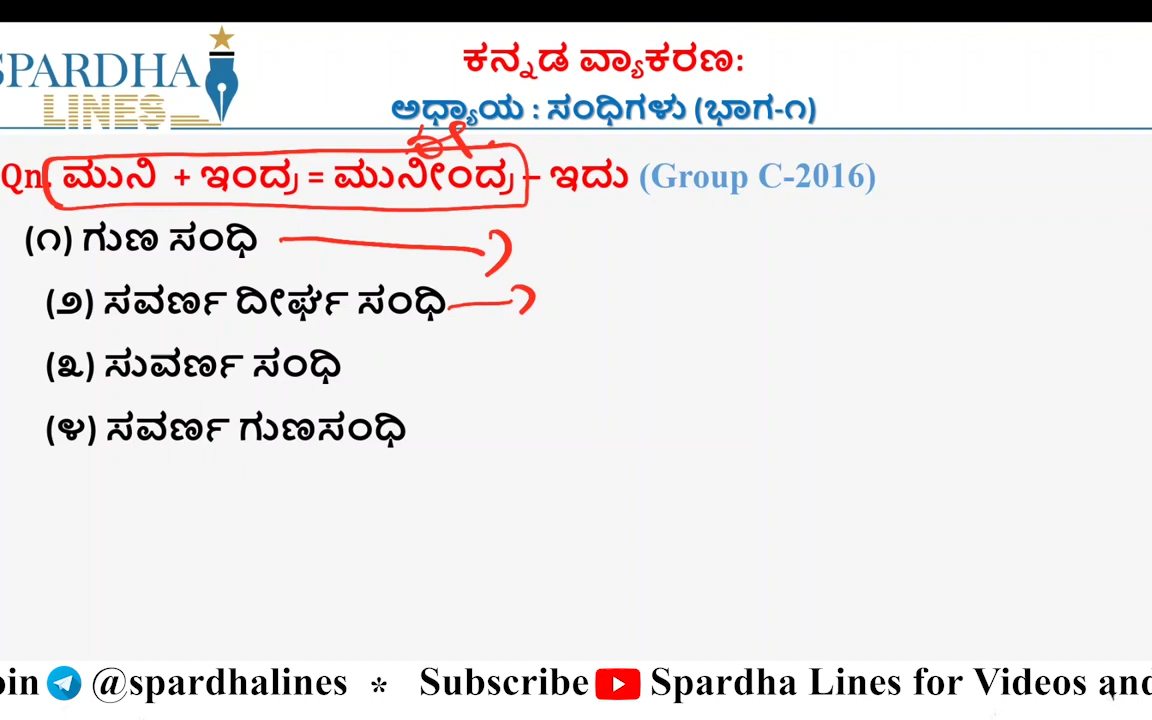 SPARDHA
LINES
ಕನ್ನಡ ವ್ಯಾಕರಣ:
ಅಧ್ಯಾಯ : ಸಂಧಿಗಳು (ಭಾಗ-೧)
ಈ
Qn. ಮುನಿ + ಇಂದ್ರ = ಮುನೀಂದ್ರ – ಇದು (Group C-2016)
(೧) ಗುಣ ಸಂಧಿ
(೨) ಸವರ್ಣ ದೀರ್ಘ ಸಂಧಿ
(೩) ಸುವರ್ಣ ಸಂಧಿ
(೪) ಸವರ್ಣ ಗುಣಸಂಧಿ
oin @spardhalines * Subscribe Spardha Lines for Videos and